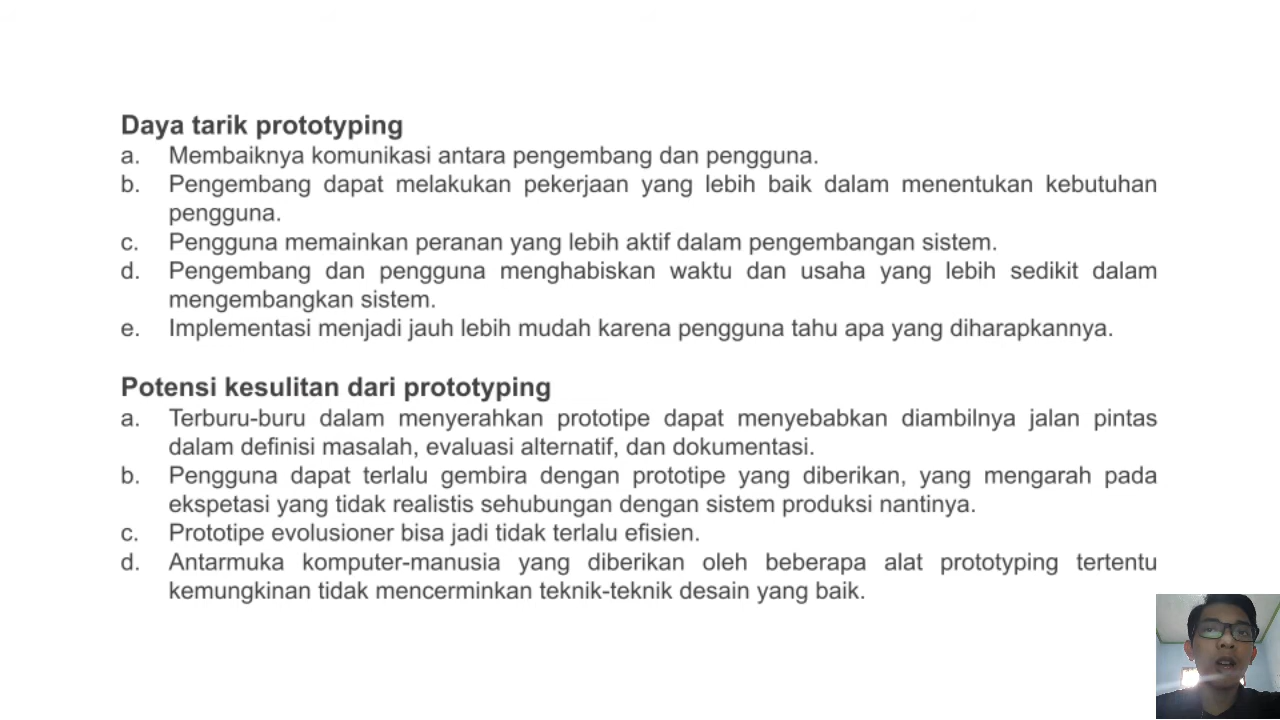 Daya tarik prototyping
a. Membaiknya komunikasi antara pengembang dan pengguna.
b. Pengembang dapat melakukan pekerjaan yang lebih baik dalam menentukan kebutuhan
pengguna.
c. Pengguna memainkan peranan yang lebih aktif dalam pengembangan sistem.
d. Pengembang dan pengguna menghabiskan waktu dan usaha yang lebih sedikit dalam
mengembangkan sistem.
e. Implementasi menjadi jauh lebih mudah karena pengguna tahu apa yang diharapkannya.
Potensi kesulitan dari prototyping
a. Terburu-buru dalam menyerahkan prototipe dapat menyebabkan diambilnya jalan pintas
dalam definisi masalah, evaluasi alternatif, dan dokumentasi.
b. Pengguna dapat terlalu gembira dengan prototipe yang diberikan, yang mengarah pada
ekspetasi yang tidak realistis sehubungan dengan sistem produksi nantinya.
c. Prototipe evolusioner bisa jadi tidak terlalu efisien.
d. Antarmuka komputer-manusia yang diberikan oleh beberapa alat prototyping tertentu
kemungkinan tidak mencerminkan teknik-teknik desain yang baik.